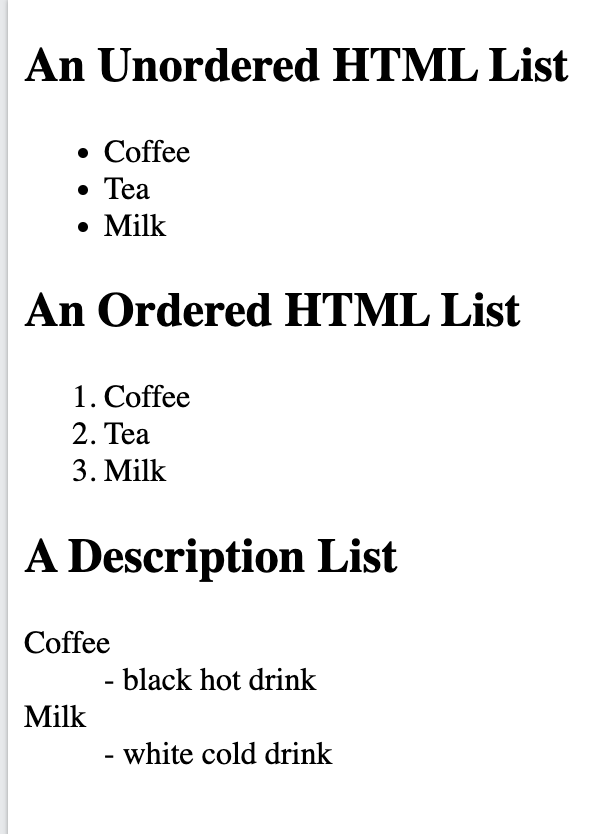 An Unordered HTML List
• Coffee
• Tea
• Milk
An Ordered HTML List
1. Coffee
2. Tea
3. Milk
A Description List
Coffee
- black hot drink
Milk
- white cold drink